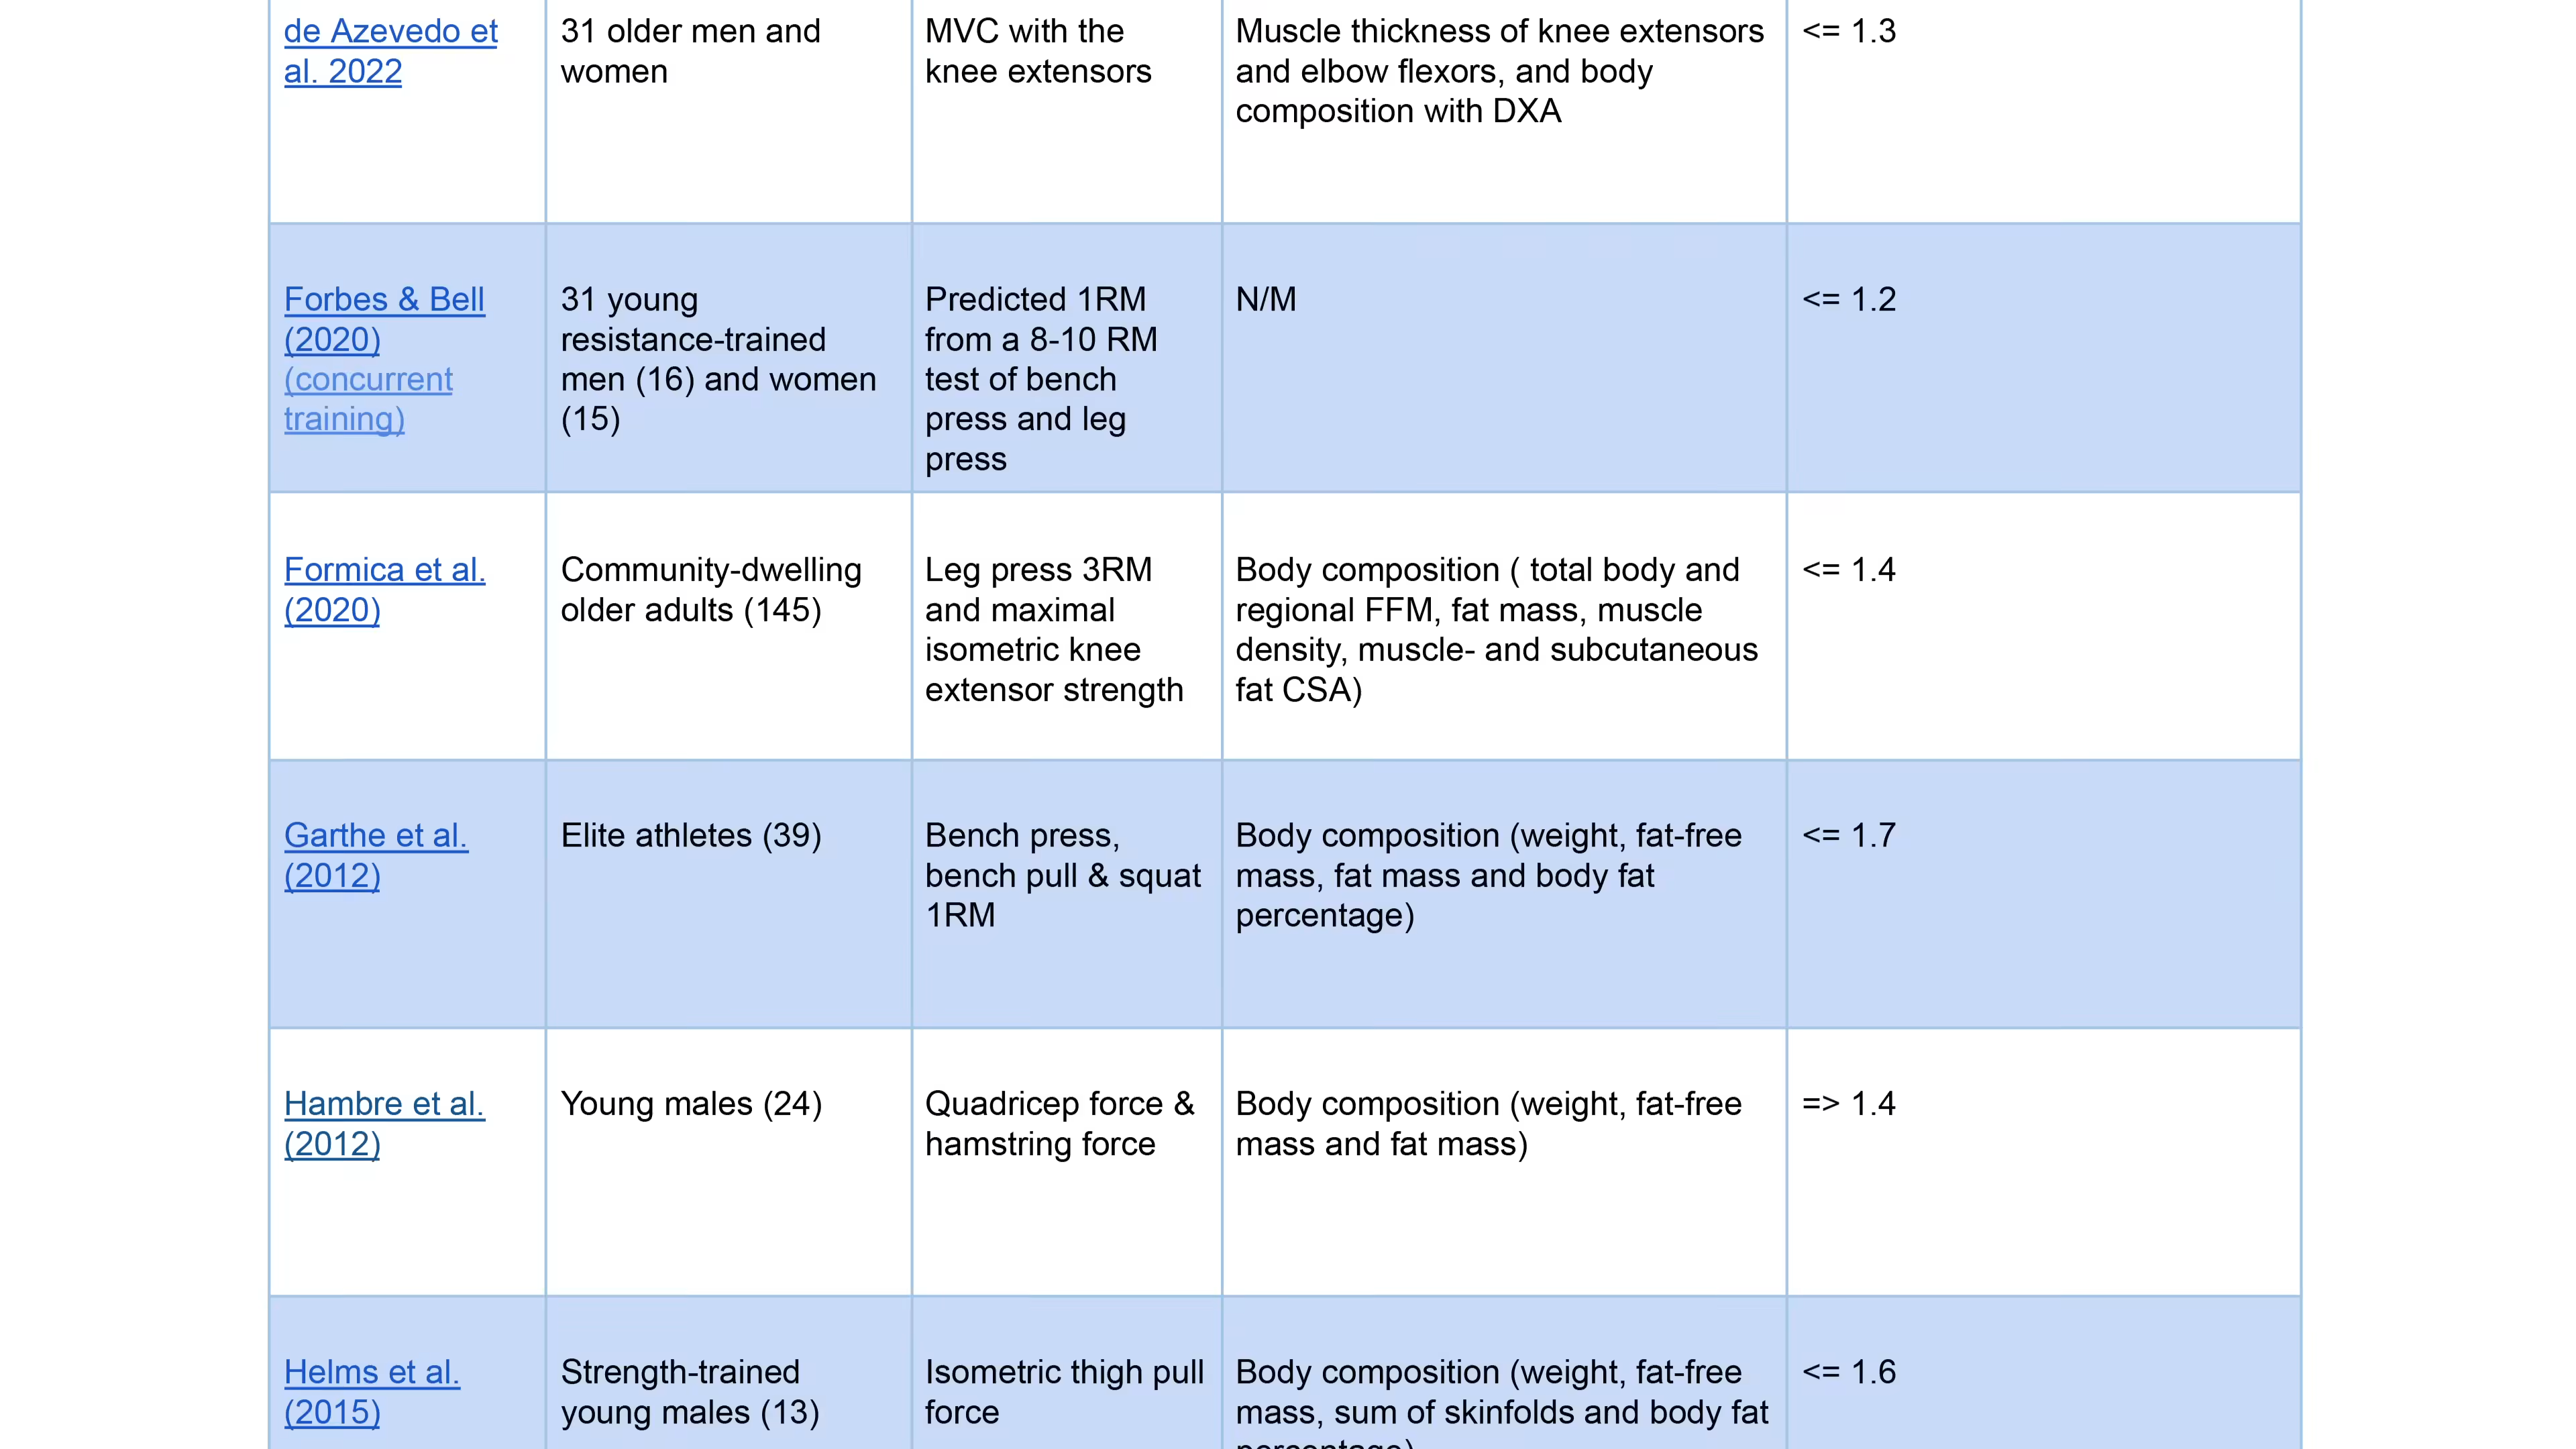 de Azevedo et
al. 2022
31 older men and
women
MVC with the
knee extensors
Muscle thickness of knee extensors
and elbow flexors, and body
composition with DXA
<= 1.3
Forbes & Bell
(2020)
(concurrent
training)
31 young
resistance-trained
men (16) and women
(15)
Predicted 1RM
from a 8-10 RM
test of bench
press and leg
press
N/M
<= 1.2
Formica et al.
(2020)
Community-dwelling
older adults (145)
Leg press 3RM
and maximal
isometric knee
extensor strength
Body composition ( total body and
regional FFM, fat mass, muscle
density, muscle- and subcutaneous
fat CSA)
<= 1.4
Garthe et al.
(2012)
Elite athletes (39)
Bench press,
bench pull & squat
1RM
Body composition (weight, fat-free
mass, fat mass and body fat
percentage)
<= 1.7
Hambre et al.
(2012)
Young males (24)
Quadricep force &
hamstring force
Body composition (weight, fat-free
mass and fat mass)
=> 1.4
Helms et al.
(2015)
Strength-trained
young males (13)
Isometric thigh pull
force
Body composition (weight, fat-free
mass, sum of skinfolds and body fat
percentage)
<= 1.6